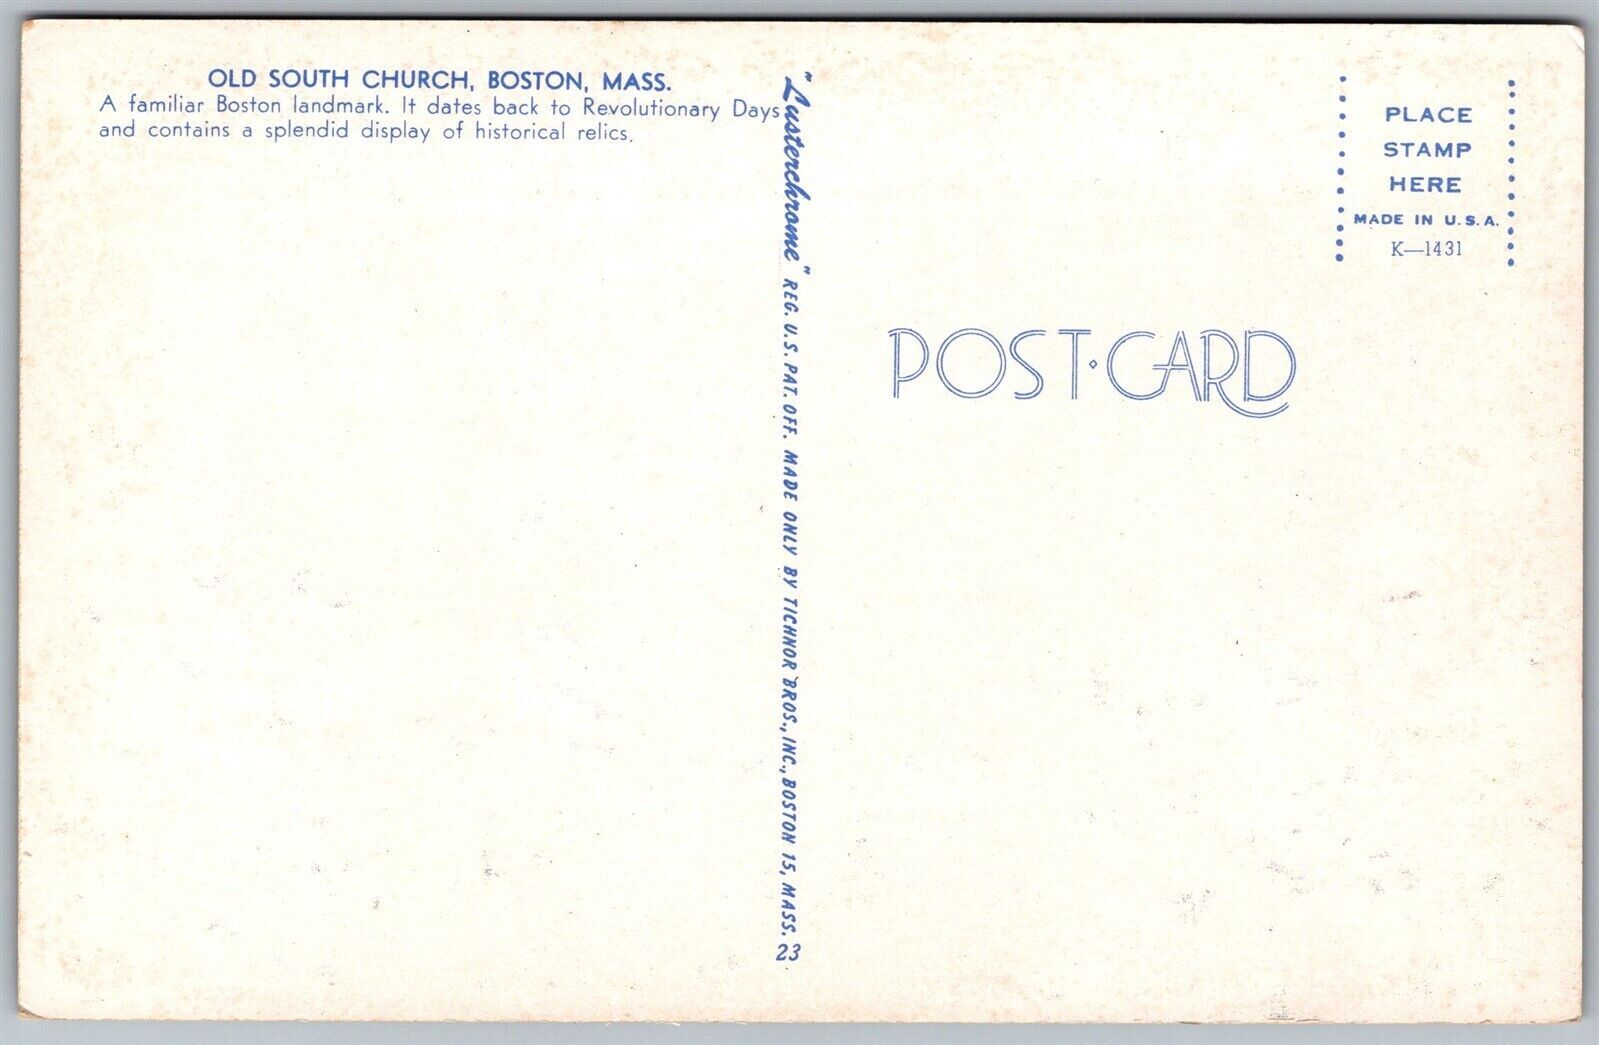 OLD SOUTH CHURCH, BOSTON, MASS.
A familiar Boston landmark. It dates back to Revolutionary Days
and contains a splendid display of historical relics.
"Lusterchrome" REG. U.S. PAT. OFF. MADE ONLY BY TICHNOR BROS., INC., BOSTON 15, MASS.
23
PLACE
STAMP
HERE
MADE IN U.S.A.
K—1431
POST·CARD